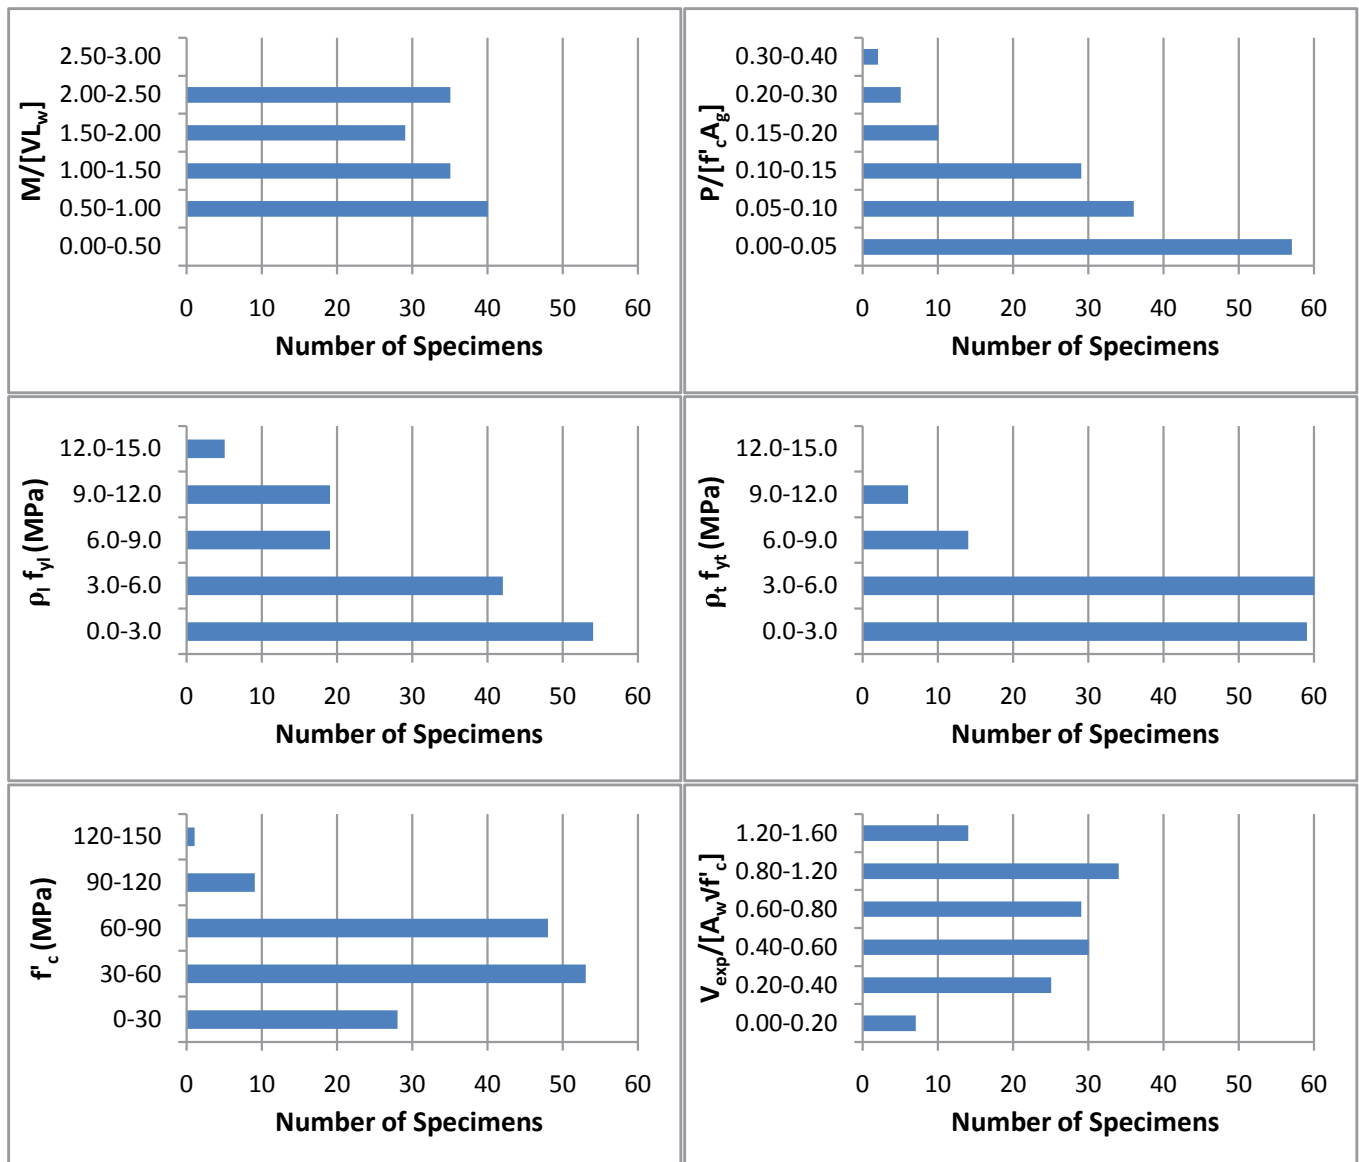 M/[VLw]
2.50-3.00
2.00-2.50
1.50-2.00
1.00-1.50
0.50-1.00
0.00-0.50
0 10 20 30 40 50 60
Number of Specimens
P/[f'cAg]
0.30-0.40
0.20-0.30
0.15-0.20
0.10-0.15
0.05-0.10
0.00-0.05
0 10 20 30 40 50 60
Number of Specimens
ρl fyl (MPa)
12.0-15.0
9.0-12.0
6.0-9.0
3.0-6.0
0.0-3.0
0 10 20 30 40 50 60
Number of Specimens
ρt fyt (MPa)
12.0-15.0
9.0-12.0
6.0-9.0
3.0-6.0
0.0-3.0
0 10 20 30 40 50 60
Number of Specimens
f'c (MPa)
120-150
90-120
60-90
30-60
0-30
0 10 20 30 40 50 60
Number of Specimens
Vexp/[Aw√f'c]
1.20-1.60
0.80-1.20
0.60-0.80
0.40-0.60
0.20-0.40
0.00-0.20
0 10 20 30 40 50 60
Number of Specimens